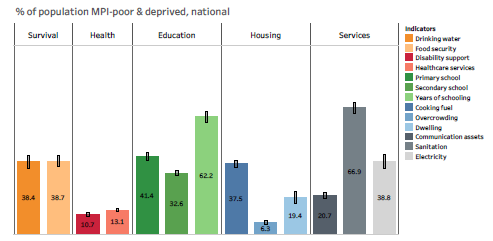 % of population MPI-poor & deprived, national
Survival Health Education Housing Services
38.4 38.7 10.7 13.1 41.4 32.6 62.2 37.5 6.3 19.4 20.7 66.9 38.8
Indicators
Drinking water
Food security
Disability support
Healthcare services
Primary school
Secondary school
Years of schooling
Cooking fuel
Overcrowding
Dwelling
Communication assets
Sanitation
Electricity